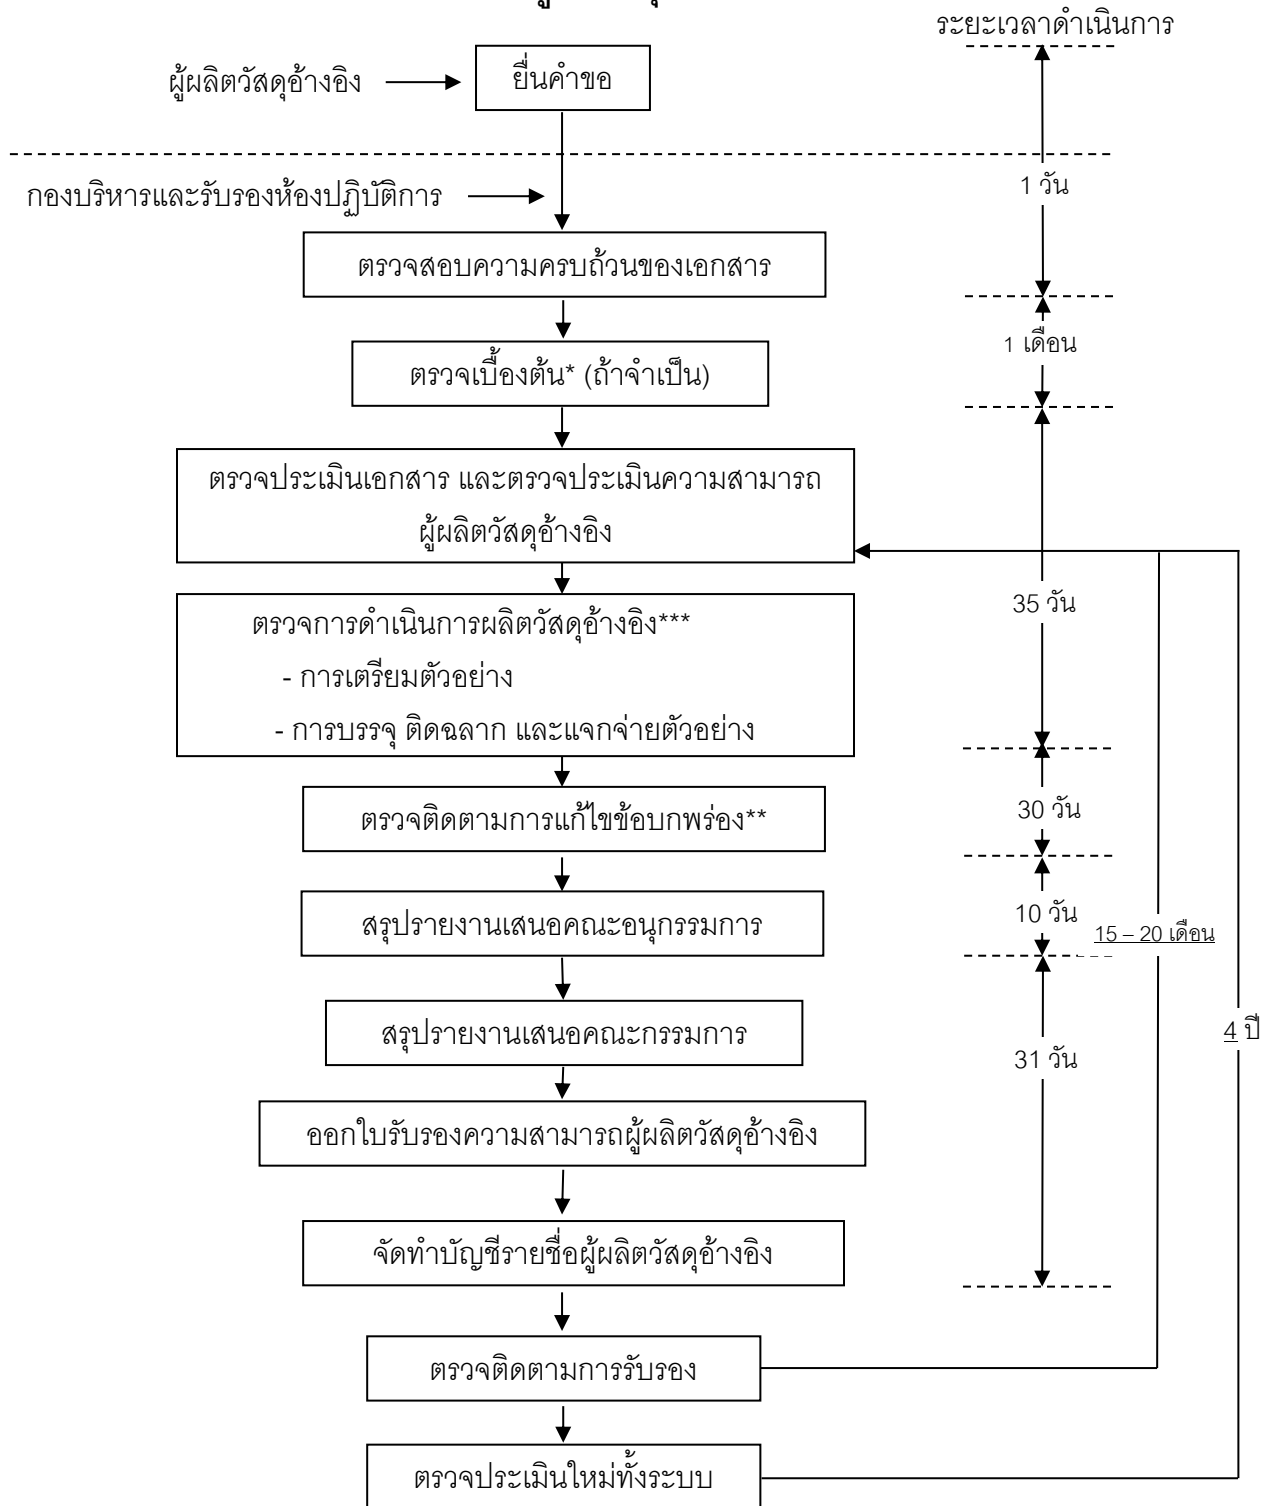 ระยะเวลาดำเนินการ
ผู้ผลิตวัสดุอ้างอิง
ยื่นคำขอ
1 วัน
กองบริหารและรับรองห้องปฏิบัติการ
ตรวจสอบความครบถ้วนของเอกสาร
1 เดือน
ตรวจเบื้องต้น* (ถ้าจำเป็น)
ตรวจประเมินเอกสาร และตรวจประเมินความสามารถ
ผู้ผลิตวัสดุอ้างอิง
35 วัน
ตรวจการดำเนินการผลิตวัสดุอ้างอิง***
- การเตรียมตัวอย่าง
- การบรรจุ ติดฉลาก และแจกจ่ายตัวอย่าง
30 วัน
ตรวจติดตามการแก้ไขข้อบกพร่อง**
10 วัน
สรุปรายงานเสนอคณะอนุกรรมการ
15 – 20 เดือน
สรุปรายงานเสนอคณะกรรมการ
4 ปี
31 วัน
ออกใบรับรองความสามารถผู้ผลิตวัสดุอ้างอิง
จัดทำบัญชีรายชื่อผู้ผลิตวัสดุอ้างอิง
ตรวจติดตามการรับรอง
ตรวจประเมินใหม่ทั้งระบบ